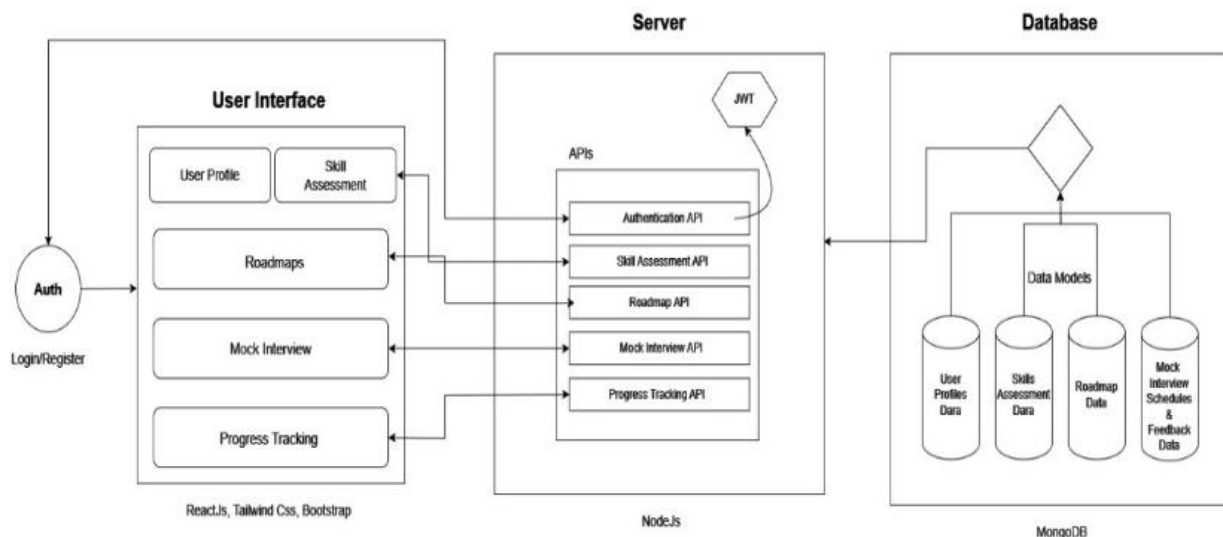 Server
Database
User Interface
JWT
APIs
User Profile
Skill
Assessment
Authentication API
Roadmaps
Skill Assessment API
Auth
Roadmap API
Data Models
Login/Register
Mock Interview
Mock Interview API
Progress Tracking
Progress Tracking API
User
Profiles
Dara
Skills
Assessment
Dara
Roadmap
Data
Mock
Interview
Schedules
&
Feedback
Data
ReactJs, Tailwind Css, Bootstrap
NodeJs
MongoDB